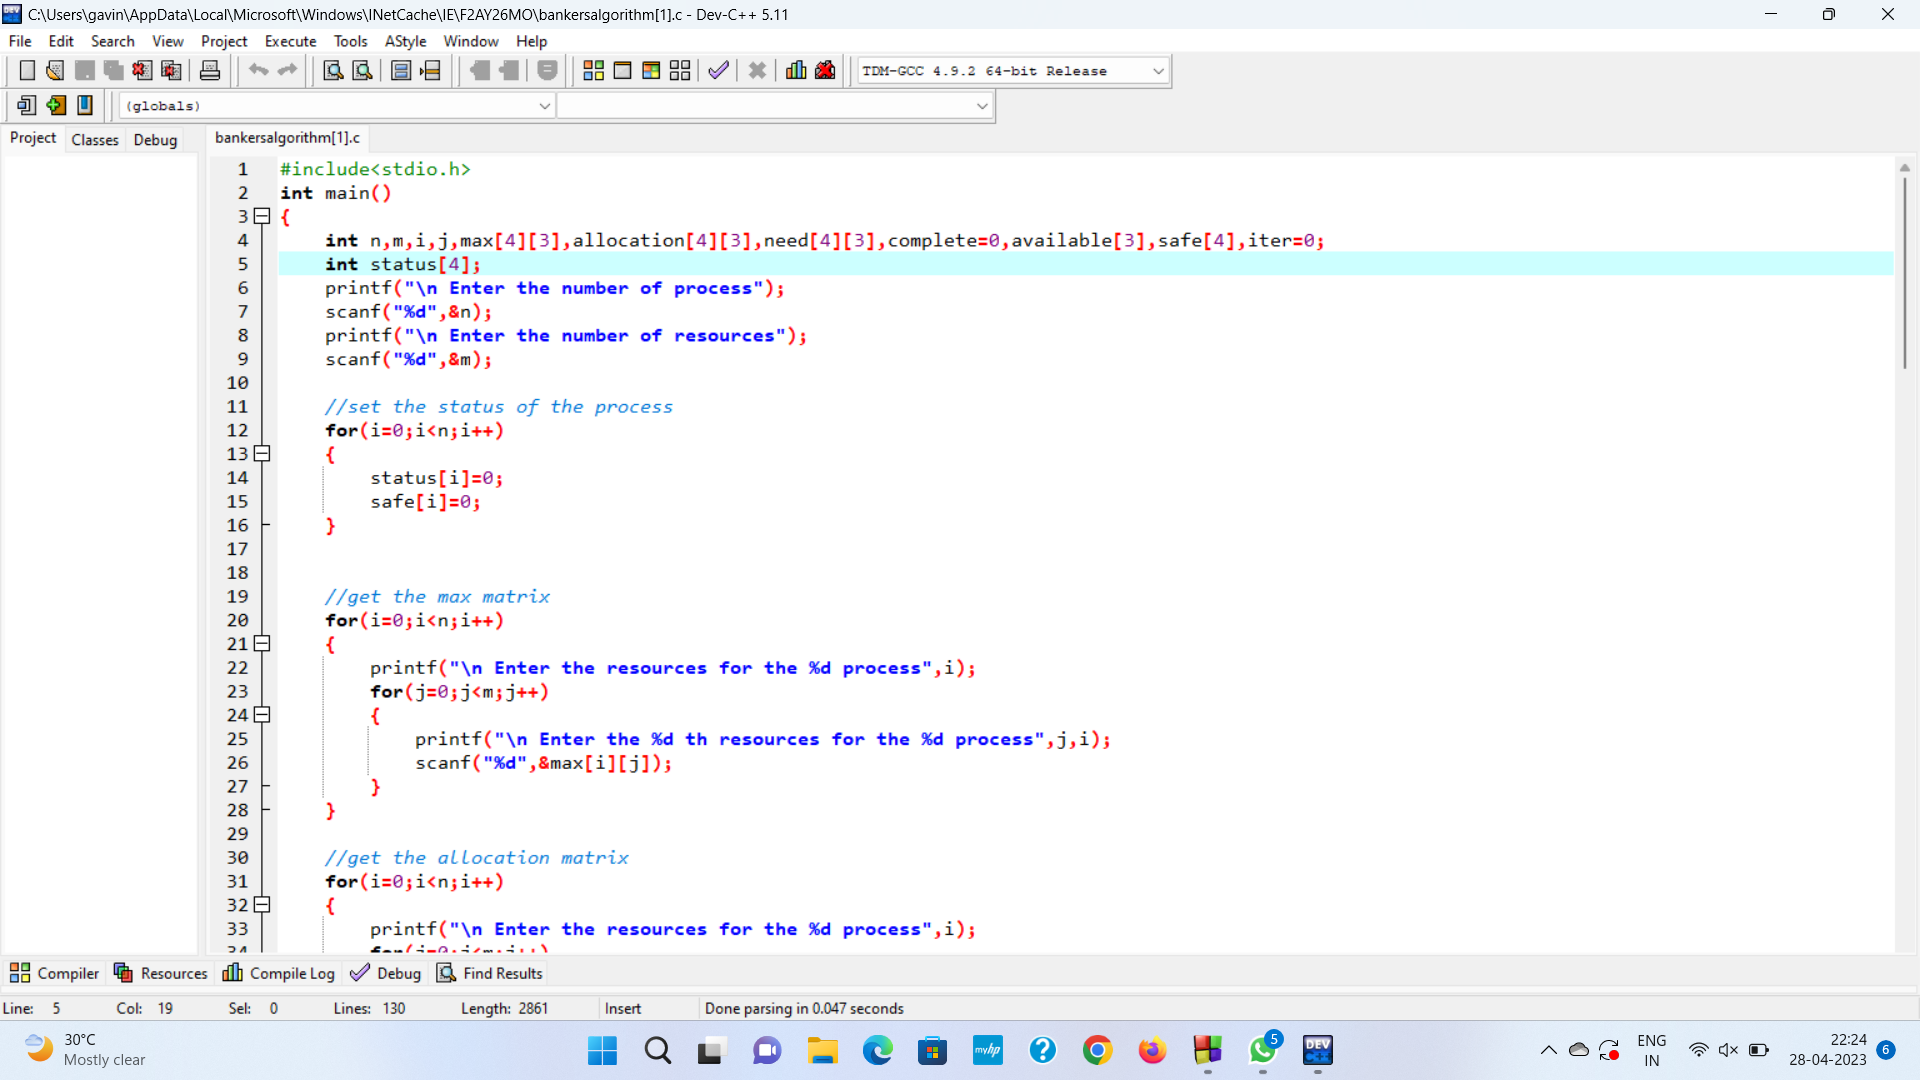 C:\Users\gavin\AppData\Local\Microsoft\Windows\INetCache\IE\F2AY26MO\bankersalgorithm[1].c - Dev-C++ 5.11
File Edit Search View Project Execute Tools AStyle Window Help
TDM-GCC 4.9.2 64-bit Release
(globals)
Project Classes Debug bankersalgorithm[1].c
1 #include<stdio.h>
2 int main()
3 {
4 int n,m,i,j,max[4][3],allocation[4][3],need[4][3],complete=0,available[3],safe[4],iter=0;
5 int status[4];
6 printf("\n Enter the number of process");
7 scanf("%d",&n);
8 printf("\n Enter the number of resources");
9 scanf("%d",&m);
10
11 //set the status of the process
12 for(i=0;i<n;i++)
13 {
14 status[i]=0;
15 safe[i]=0;
16 }
17
18
19 //get the max matrix
20 for(i=0;i<n;i++)
21 {
22 printf("\n Enter the resources for the %d process",i);
23 for(j=0;j<m;j++)
24 {
25 printf("\n Enter the %d th resources for the %d process",j,i);
26 scanf("%d",&max[i][j]);
27 }
28 }
29
30 //get the allocation matrix
31 for(i=0;i<n;i++)
32 {
33 printf("\n Enter the resources for the %d process",i);
34 for(j=0;j<m;j++)
Compiler Resources Compile Log Debug Find Results
Line: 5 Col: 19 Sel: 0 Lines: 130 Length: 2861 Insert Done parsing in 0.047 seconds
30°C
Mostly clear
myhp
DEV
C++
5
ENG
IN
22:24
28-04-2023
6